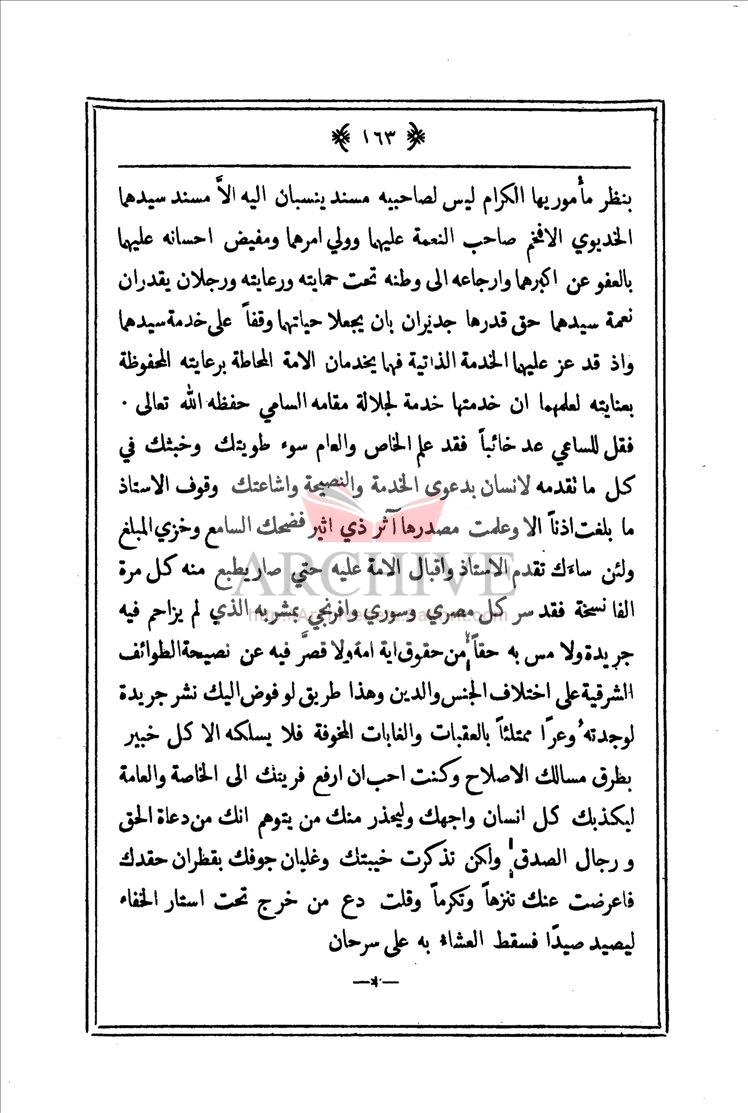 ﴿ ١٦٣ ﴾
بنظر مأموريها الكرام ليس لصاحبيه مسند ينسبان اليه الاَّ مسند سيدهما
الخديوي الافخم صاحب النعمة عليهما وولي امرهما ومفيض احسانه عليهما
بالعفو عن اكبرهما وارجاعه الى وطنه تحت حمايته ورعايته ورجلان يقدران
نعمة سيدهما حق قدرها جديران بان يجعلا حياتهما وقفاً على خدمة سيدهما
واذ قد عز عليهما الخدمة الذاتية فهما يخدمان الامة المحاطة برعايته المحفوظة
بعنايته لعلمهما ان خدمتها خدمة لجلالة مقامه السامي حفظه الله تعالى ٠
فقل للساعي عد خائباً فقد علم الخاص والعام سوء طويتك وخبثك في
كل ما نقدمه لانسان بدعوى الخدمة والنصيحة واشاعتك وقوف الاستاذ
ما بلغت اذناً الا وعلمت مصدرها آثر ذي اثير فضحك السامع وخزي المبلغ
ولئن ساءك تقدم الاستاذ واقبال الامة عليه حتي صار يطبع منه كل مرة
الفا نسخة فقد سر كل مصري وسوري وافرنجي بمشربه الذي لم يزاحم فيه
جريدة ولا مس به حقاً من حقوق اية امة ولا قصَّر فيه عن نصيحة الطوائف
الشرقية على اختلاف الجنس والدين وهذا طريق لو فوض اليك نشر جريدة
لوجدته وعرًا ممتلئاً بالعقبات والغابات المخوفة فلا يسلكه الا كل خبير
بطرق مسالك الاصلاح وكنت احب ان ارفع فريتك الى الخاصة والعامة
ليكذبك كل انسان واجهك وليحذر منك من يتوهم انك من دعاة الحق
ورجال الصدق ولكن تذكرت خيبتك وغليان جوفك بقطران حقدك
فاعرضت عنك تنزهاً وتكرماً وقلت دع من خرج تحت استار الخفاء
ليصيد صيدًا فسقط العشاء به على سرحان
ARCHIVE